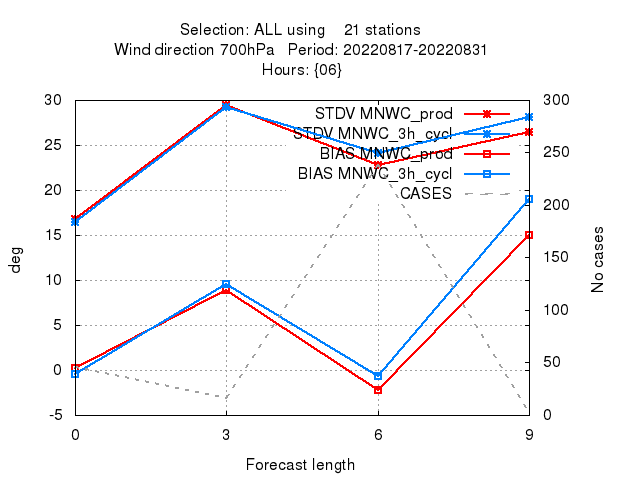 Selection: ALL using 21 stations
Wind direction 700hPa Period: 20220817-20220831
Hours: {06}
30
25
20
15
10
5
0
-5
deg
300
250
200
150
100
50
0
No cases
STDV MNWC_prod
STDV MNWC_3h_cycl
BIAS MNWC_prod
BIAS MNWC_3h_cycl
CASES
0 3 6 9
Forecast length